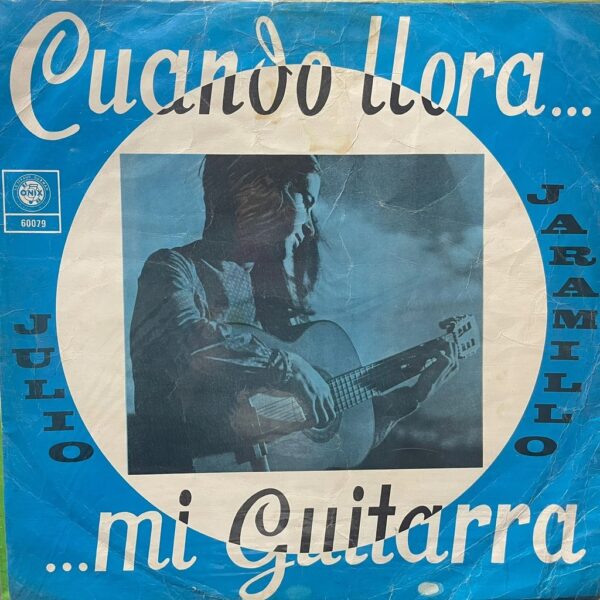 Cuando llora...
ONIX
60079
JULIO
JARAMILLO
...mi Guitarra